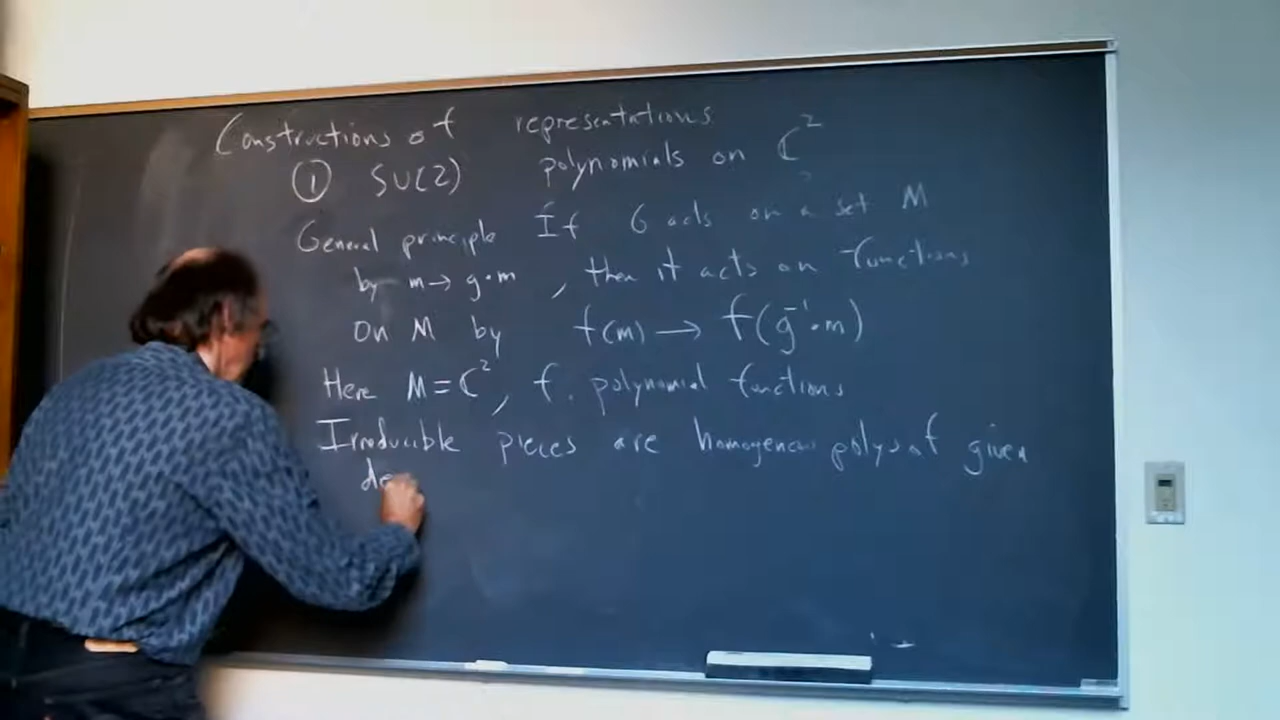 Constructions of representations
① SU(2) polynomials on ℂ²
General principle If G acts on a set M
by m → g·m, then it acts on functions
on M by f(m) → f(g⁻¹·m)
Here M = ℂ², f. polynomial functions
Irreducible pieces are homogeneous polys of given
de